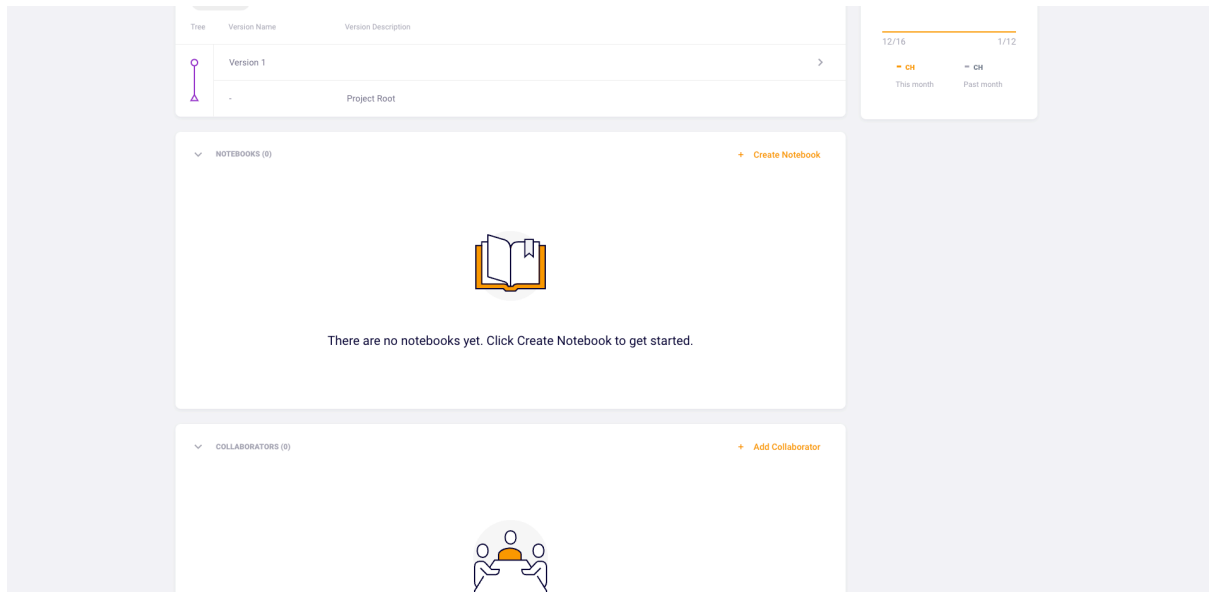 Tree Version Name Version Description
Version 1
- Project Root
12/16 1/12
- CH - CH
This month Past month
NOTEBOOKS (0) + Create Notebook
There are no notebooks yet. Click Create Notebook to get started.
COLLABORATORS (0) + Add Collaborator